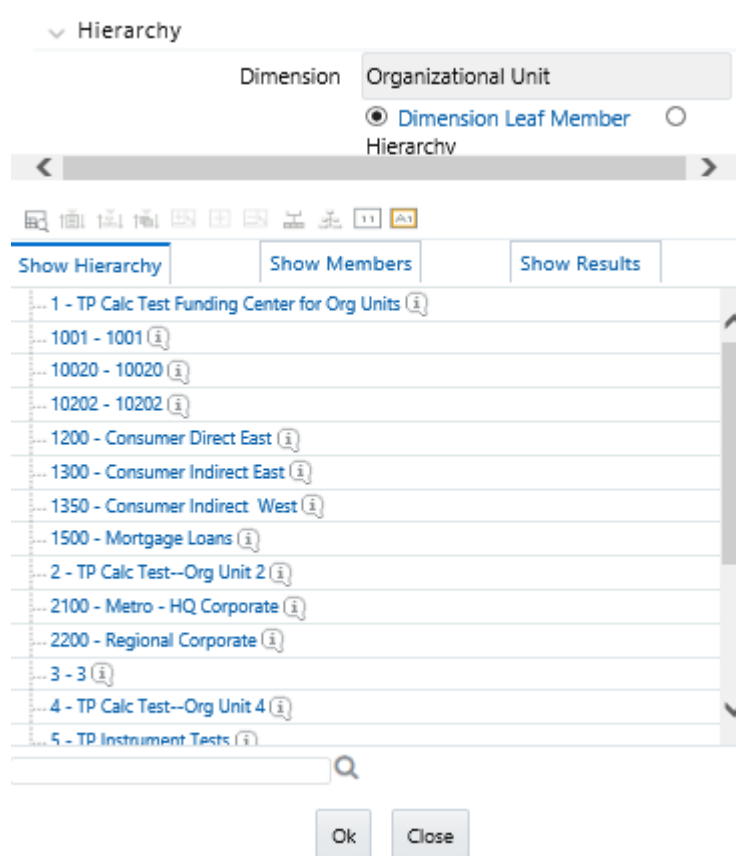 Hierarchy
Dimension Organizational Unit
Dimension Leaf Member
Hierarchy
Show Hierarchy Show Members Show Results
1 - TP Calc Test Funding Center for Org Units
1001 - 1001
10020 - 10020
10202 - 10202
1200 - Consumer Direct East
1300 - Consumer Indirect East
1350 - Consumer Indirect  West
1500 - Mortgage Loans
2 - TP Calc Test--Org Unit 2
2100 - Metro - HQ Corporate
2200 - Regional Corporate
3 - 3
4 - TP Calc Test--Org Unit 4
5 - TP Instrument Tests
Ok Close